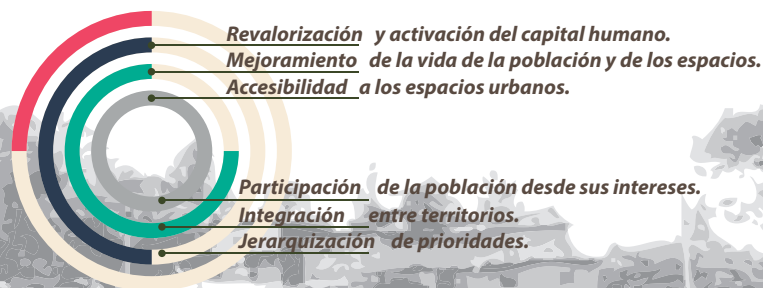 Revalorización y activación del capital humano.
Mejoramiento de la vida de la población y de los espacios.
Accesibilidad a los espacios urbanos.
Participación de la población desde sus intereses.
Integración entre territorios.
Jerarquización de prioridades.